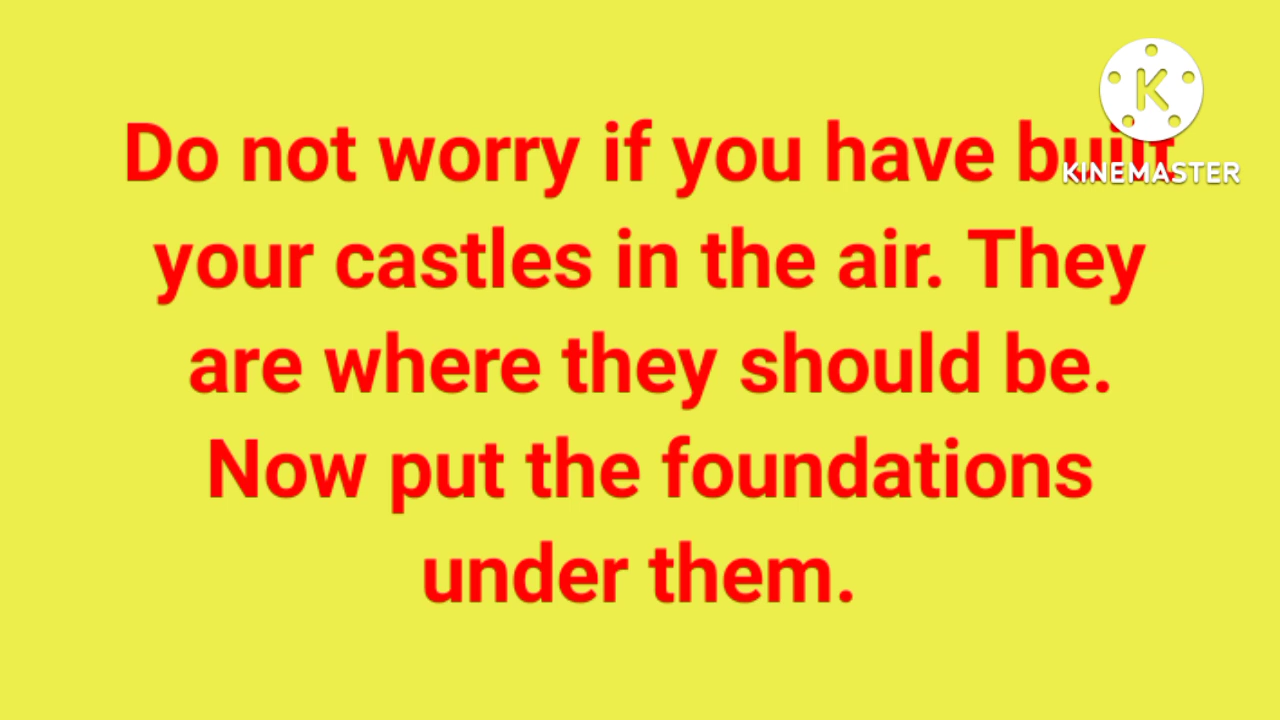 Do not worry if you have built
your castles in the air. They
are where they should be.
Now put the foundations
under them.
K
KINEMASTER